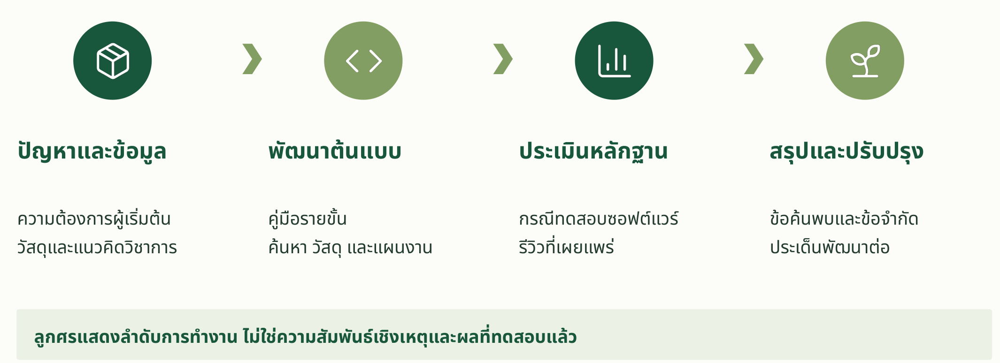 ปัญหาและข้อมูล
ความต้องการผู้เริ่มต้น
วัสดุและแนวคิดวิชาการ
พัฒนาต้นแบบ
คู่มือรายขั้น
ค้นหา วัสดุ และแผนงาน
ประเมินหลักฐาน
กรณีทดสอบซอฟต์แวร์
รีวิวที่เผยแพร่
สรุปและปรับปรุง
ข้อค้นพบและข้อจำกัด
ประเด็นพัฒนาต่อ
ลูกศรแสดงลำดับการทำงาน ไม่ใช่ความสัมพันธ์เชิงเหตุและผลที่ทดสอบแล้ว